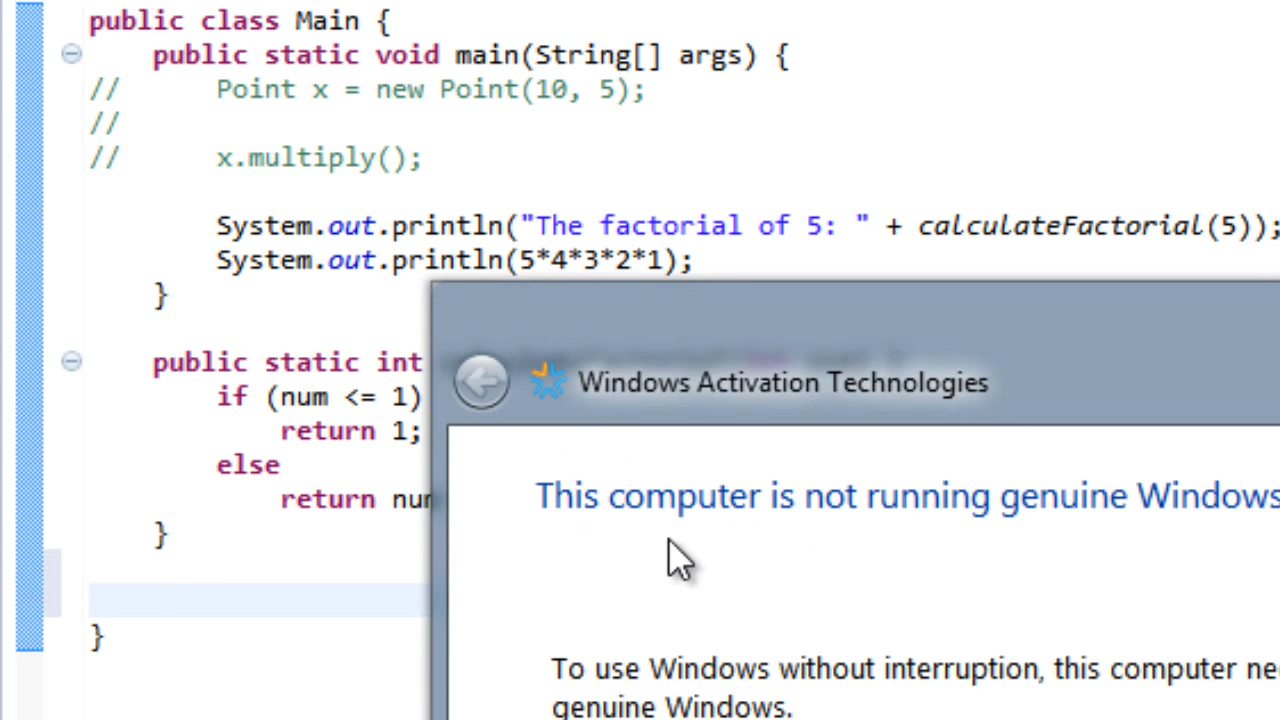 public class Main {
public static void main(String[] args) {
// Point x = new Point(10, 5);
//
// x.multiply();
System.out.println("The factorial of 5: " + calculateFactorial(5));
System.out.println(5*4*3*2*1);
}
public static int
if (num <= 1)
return 1;
else
return num
}
}
Windows Activation Technologies
This computer is not running genuine Windows
To use Windows without interruption, this computer
genuine Windows.